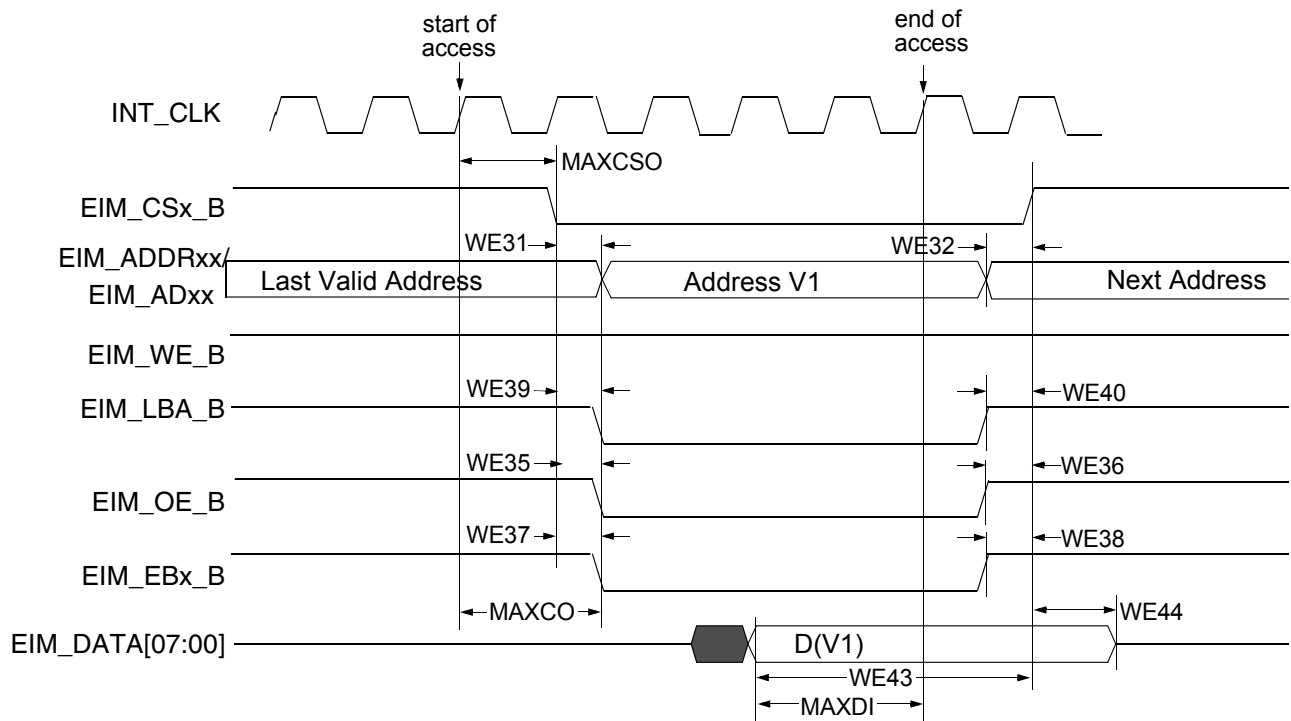 start of
access
end of
access
INT_CLK
MAXCSO
EIM_CSx_B
WE31
WE32
EIM_ADDRxx/
EIM_ADxx
Last Valid Address
Address V1
Next Address
EIM_WE_B
WE39
WE40
EIM_LBA_B
WE35
WE36
EIM_OE_B
WE37
WE38
EIM_EBx_B
MAXCO
WE44
EIM_DATA[07:00]
D(V1)
WE43
MAXDI